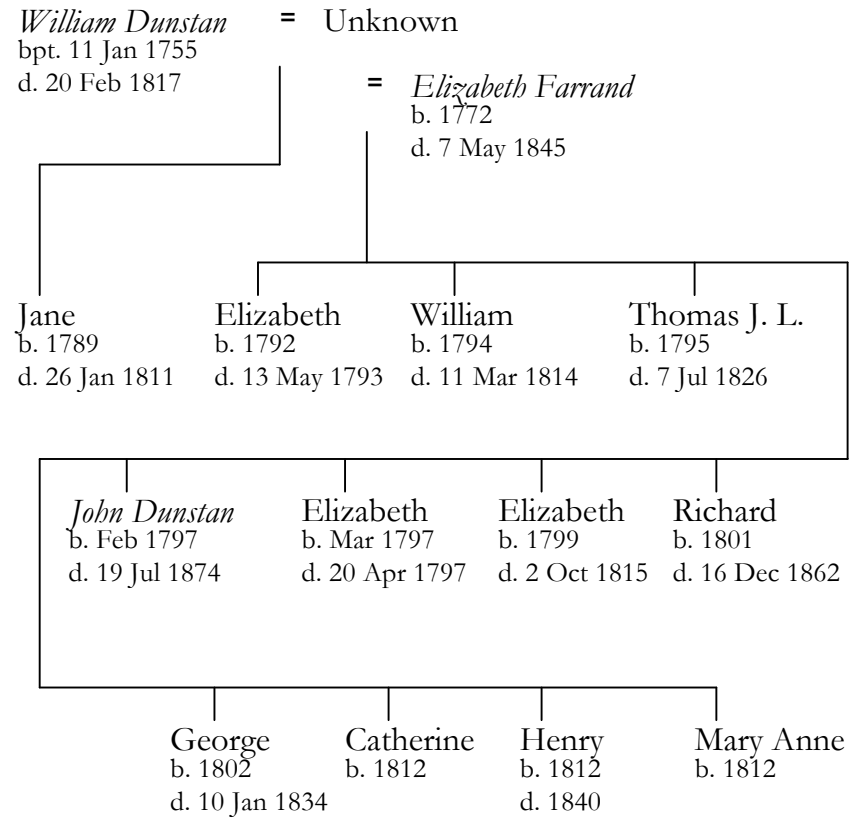 William Dunstan = Unknown
bpt. 11 Jan 1755
d. 20 Feb 1817
= Elizabeth Farrand
b. 1772
d. 7 May 1845
Jane Elizabeth William Thomas J. L.
b. 1789 b. 1792 b. 1794 b. 1795
d. 26 Jan 1811 d. 13 May 1793 d. 11 Mar 1814 d. 7 Jul 1826
John Dunstan Elizabeth Elizabeth Richard
b. Feb 1797 b. Mar 1797 b. 1799 b. 1801
d. 19 Jul 1874 d. 20 Apr 1797 d. 2 Oct 1815 d. 16 Dec 1862
George Catherine Henry Mary Anne
b. 1802 b. 1812 b. 1812 b. 1812
d. 10 Jan 1834 d. 1840